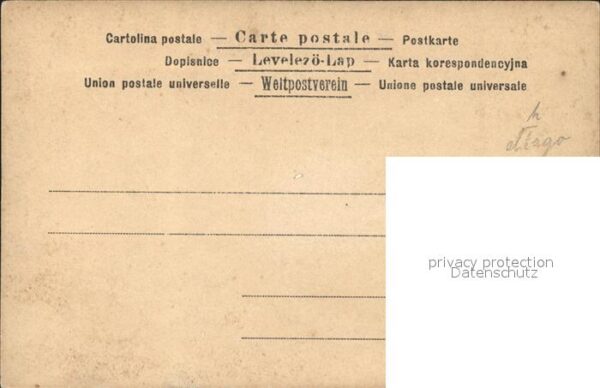 Cartolina postale — Carte postale — Postkarte
Dopisnice — Levelező-Lap — Karta korespondencyjna
Union postale universelle — Weltpostverein — Unione postale universale
h
privacy protection
Datenschutz